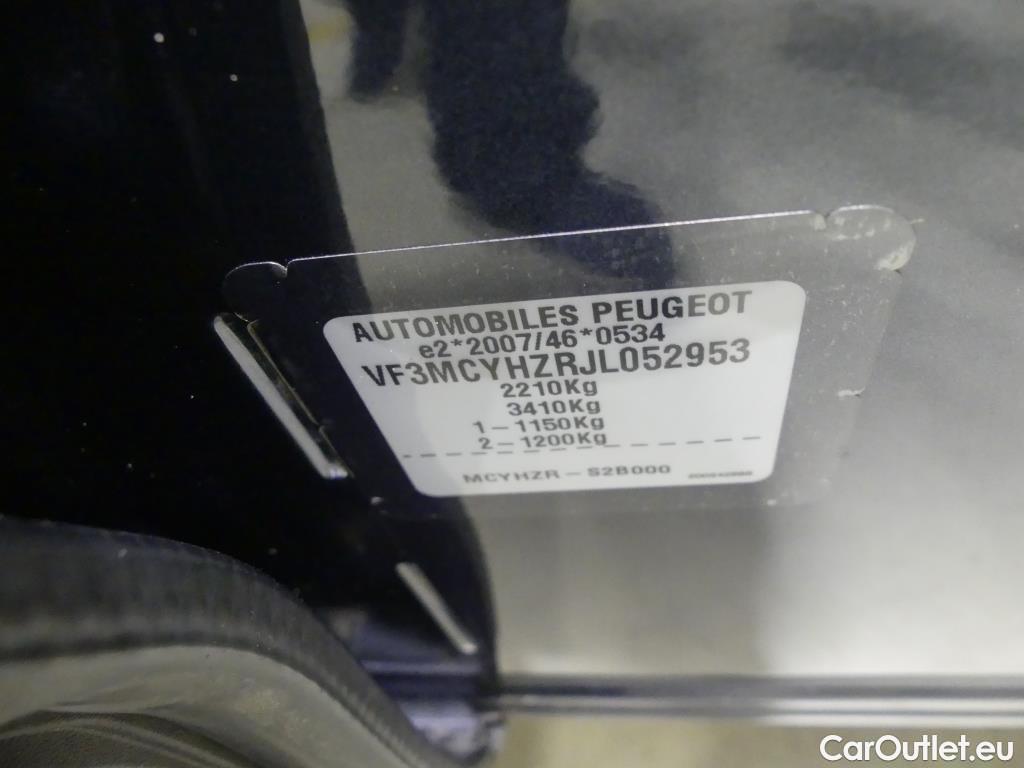 AUTOMOBILES PEUGEOT
e2*2007/46*0534
VF3MCYHZRJL052953
2210Kg
3410Kg
1-1150Kg
2-1200Kg
MCYHZR-S2B000
CarOutlet.eu